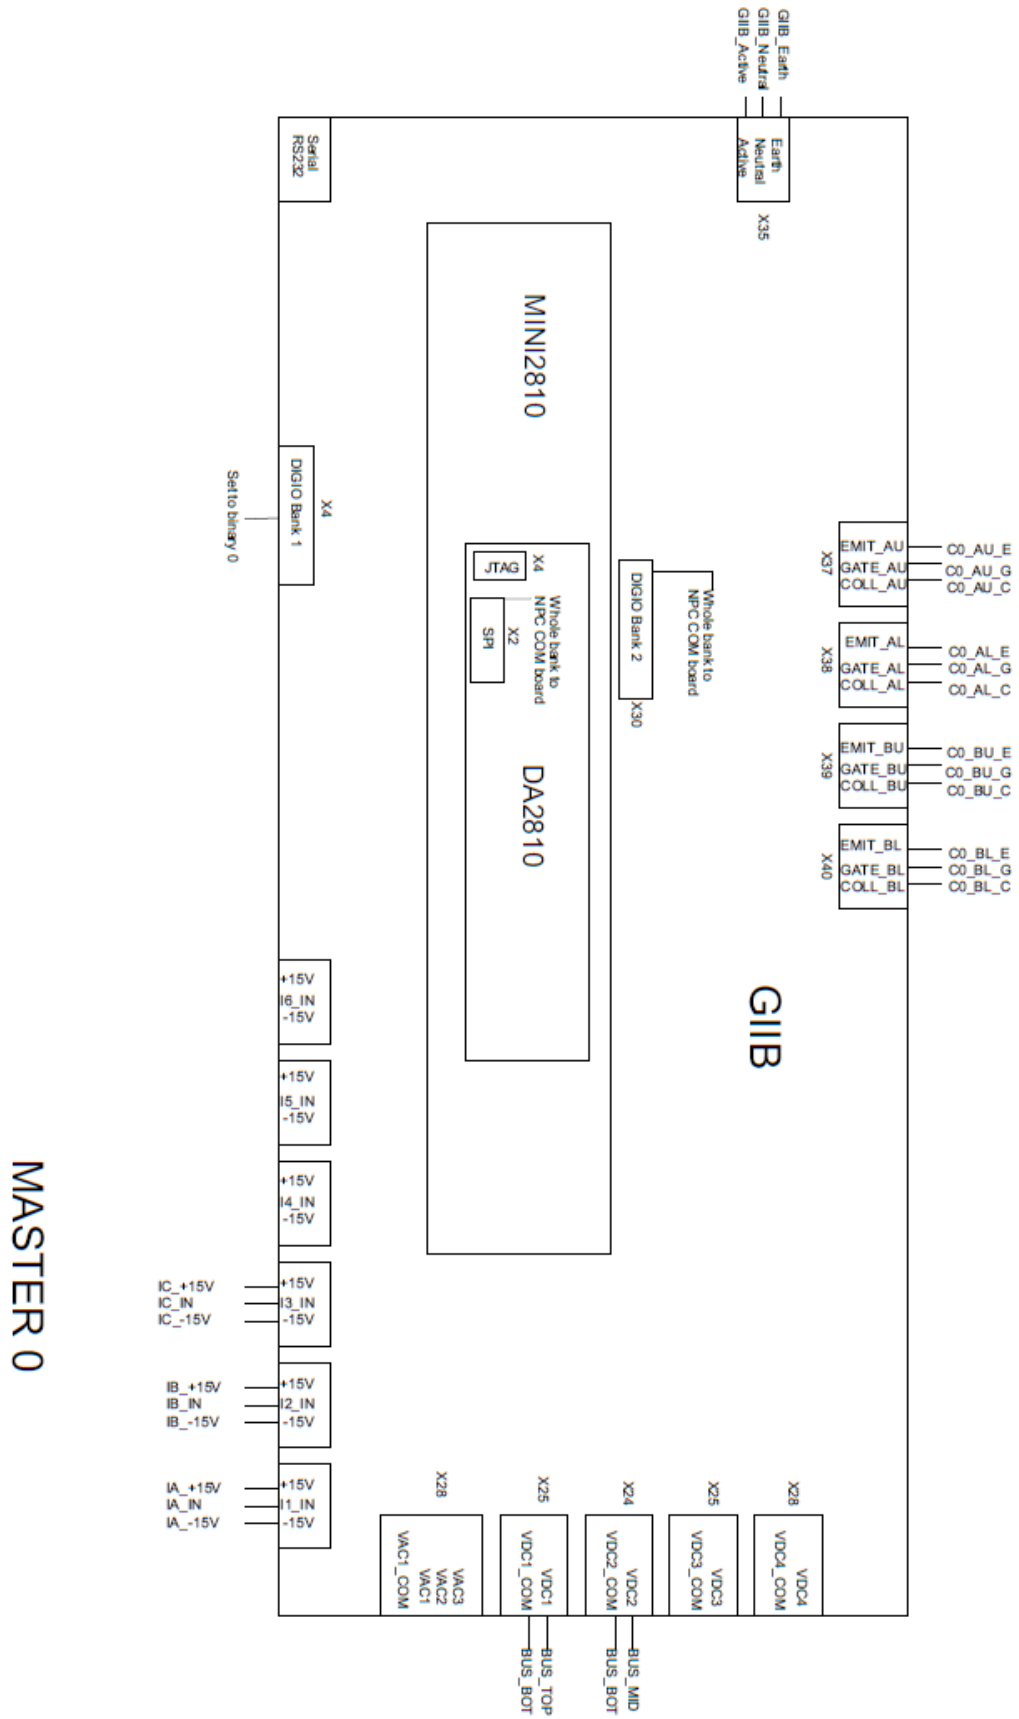 GIIB_Earth
GIIB_Neutral
GIIB_Active
Earth
Neutral
Active
X35
Serial
RS232
MINI2810
DIGIO Bank 1
X4
Set to binary 0
JTAG
X4
SPI
X2
Whole bank to
NPC COM board
DA2810
DIGIO Bank 2
X30
Whole bank to
NPC COM board
X37
EMIT_AU
GATE_AU
COLL_AU
C0_AU_E
C0_AU_G
C0_AU_C
X38
EMIT_AL
GATE_AL
COLL_AL
C0_AL_E
C0_AL_G
C0_AL_C
X39
EMIT_BU
GATE_BU
COLL_BU
C0_BU_E
C0_BU_G
C0_BU_C
X40
EMIT_BL
GATE_BL
COLL_BL
C0_BL_E
C0_BL_G
C0_BL_C
GIIB
+15V
I6_IN
-15V
+15V
I5_IN
-15V
+15V
I4_IN
-15V
IC_+15V
IC_IN
IC_-15V
+15V
I3_IN
-15V
IB_+15V
IB_IN
IB_-15V
+15V
I2_IN
-15V
IA_+15V
IA_IN
IA_-15V
+15V
I1_IN
-15V
MASTER 0
X28
VAC3
VAC2
VAC1
VAC1_COM
X25
VDC1
VDC1_COM
BUS_TOP
BUS_BOT
X24
VDC2
VDC2_COM
BUS_MID
BUS_BOT
X25
VDC3
VDC3_COM
X28
VDC4
VDC4_COM